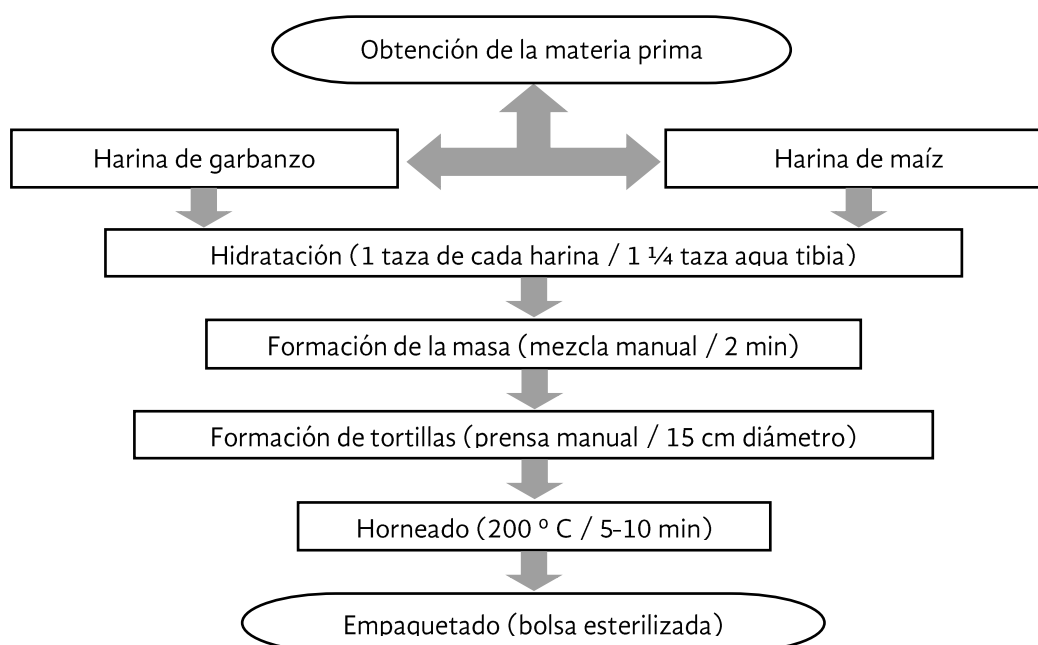 Obtención de la materia prima
Harina de garbanzo
Harina de maíz
Hidratación (1 taza de cada harina / 1 ¼ taza agua tibia)
Formación de la masa (mezcla manual / 2 min)
Formación de tortillas (prensa manual / 15 cm diámetro)
Horneado (200 º C / 5-10 min)
Empaquetado (bolsa esterilizada)